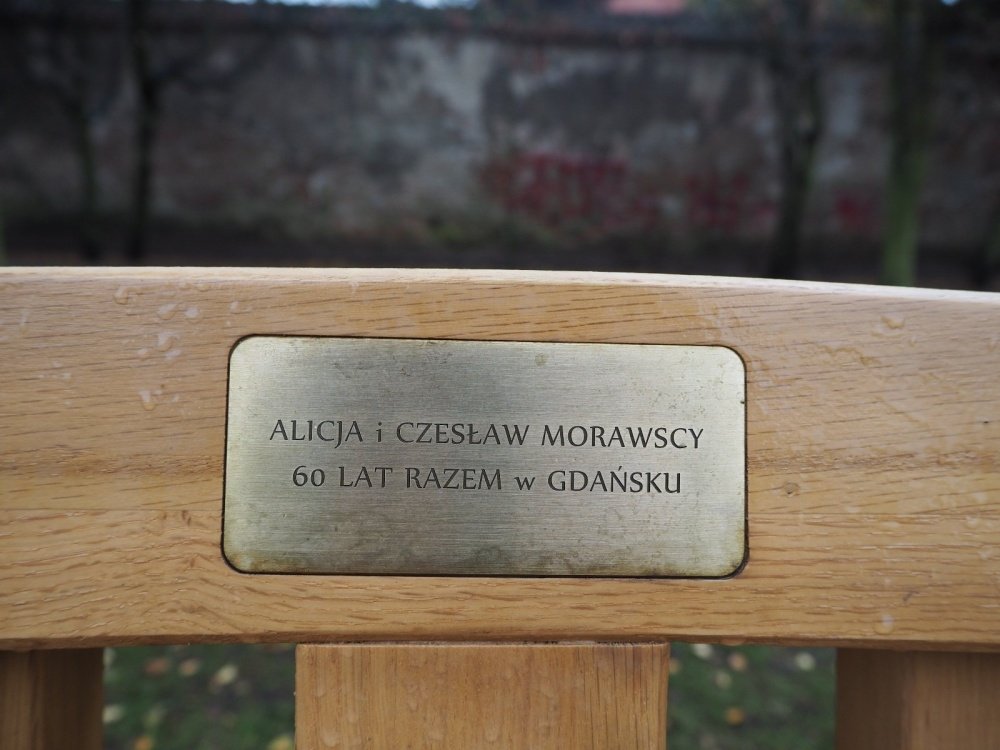 ALICJA i CZESŁAW MORAWSCY
60 LAT RAZEM w GDAŃSKU